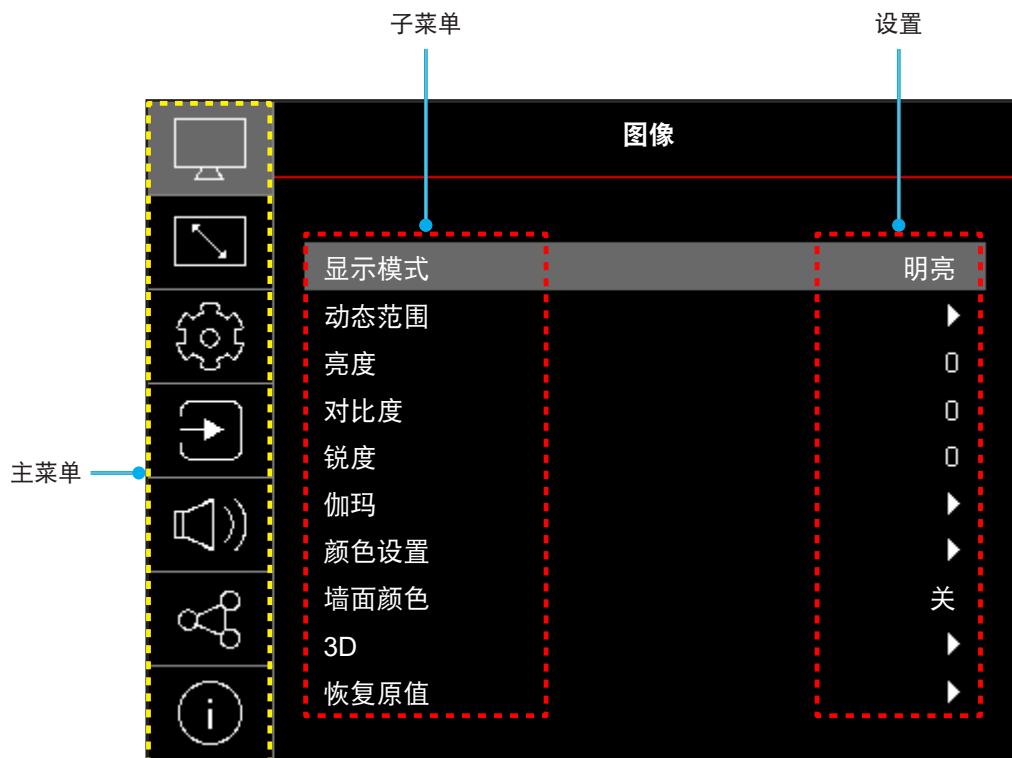 子菜单 设置
图像
显示模式 明亮
动态范围
亮度 0
对比度 0
锐度 0
主菜单
伽玛
颜色设置
墙面颜色 关
3D
恢复原值
i